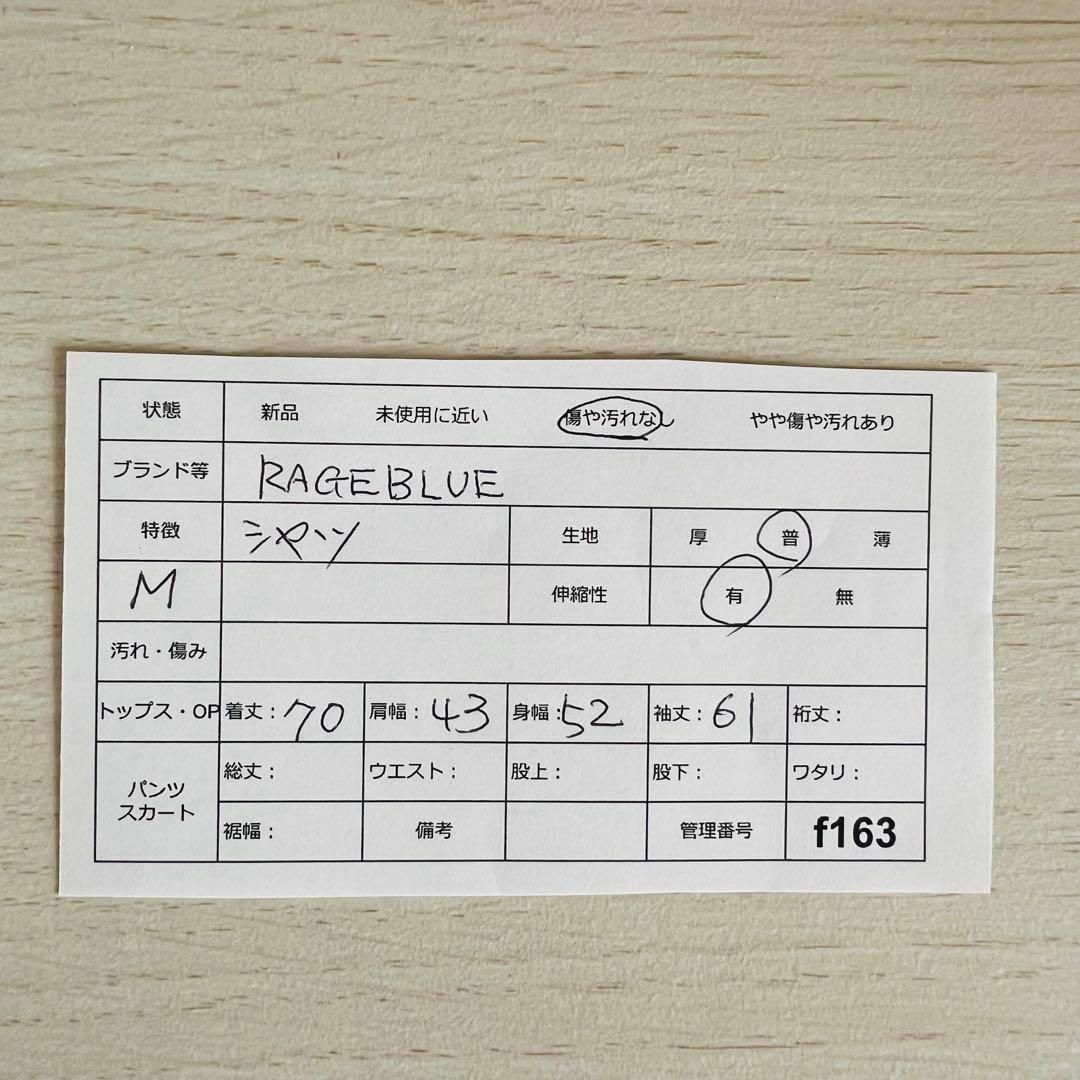 状態 新品 未使用に近い 傷や汚れなし やや傷や汚れあり
ブランド等 RAGEBLUE
特徴 シャツ 生地 厚 普 薄
M 伸縮性 有 無
汚れ・傷み
トップス・OP 着丈：70 肩幅：43 身幅：52 袖丈：61 裄丈：
パンツ
スカート
総丈： ウエスト： 股上： 股下： ワタリ：
裾幅： 備考 管理番号 f163